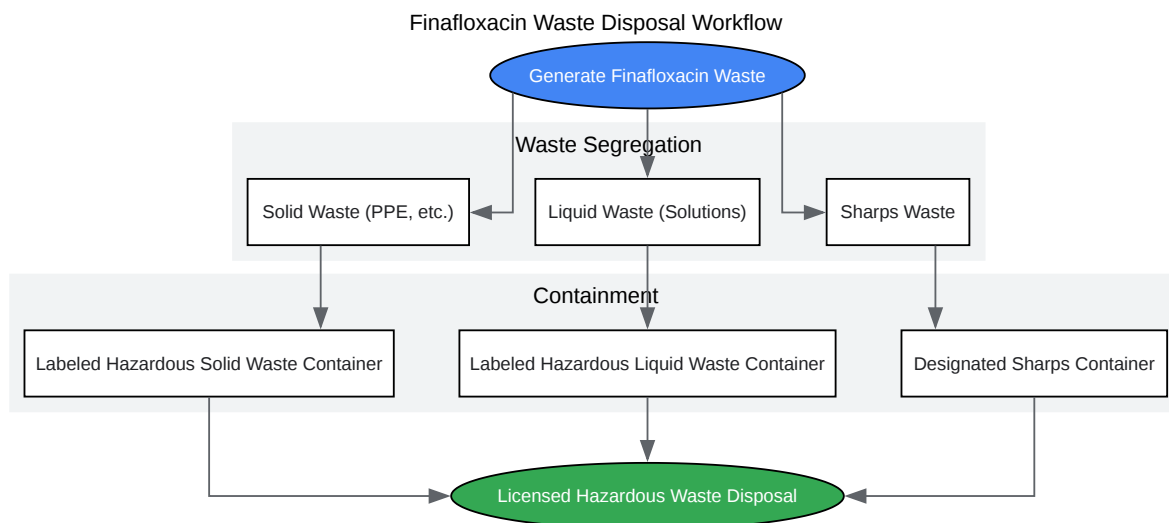 Finafloxacin Waste Disposal Workflow
Generate Finafloxacin Waste
Waste Segregation
Solid Waste (PPE, etc.)
Liquid Waste (Solutions)
Sharps Waste
Containment
Labeled Hazardous Solid Waste Container
Labeled Hazardous Liquid Waste Container
Designated Sharps Container
Licensed Hazardous Waste Disposal